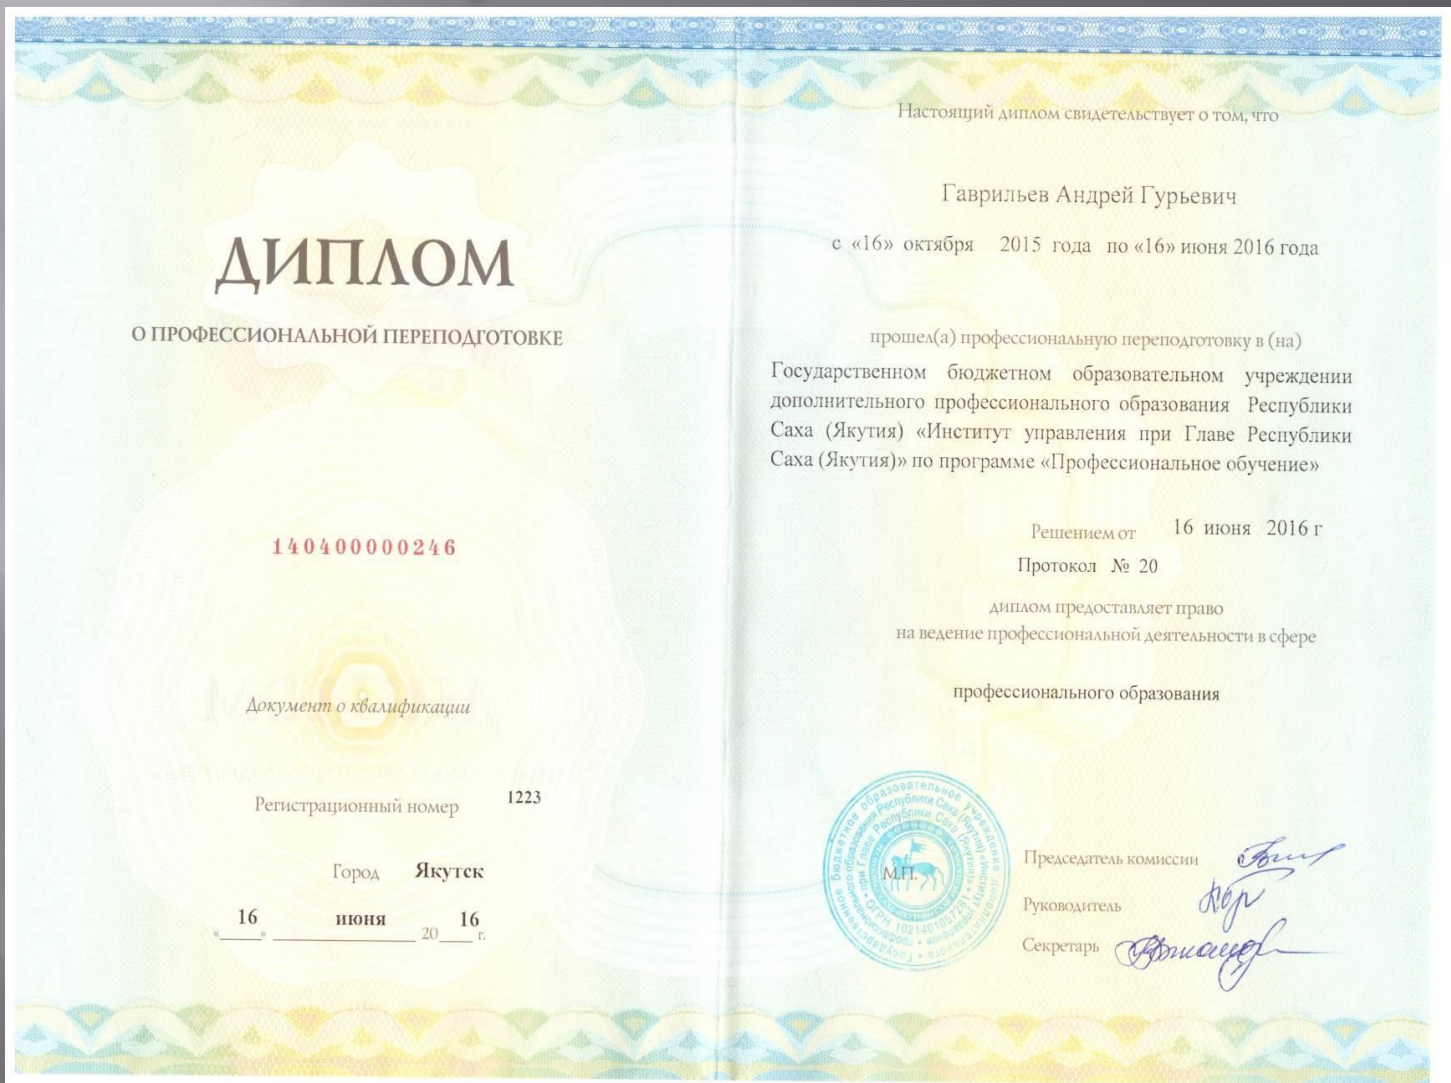 ДИПЛОМ
О ПРОФЕССИОНАЛЬНОЙ ПЕРЕПОДГОТОВКЕ
140400000246
Документ о квалификации
Регистрационный номер 1223
Город Якутск
«16» июня 2016 г.
Настоящий диплом свидетельствует о том, что
Гаврильев Андрей Гурьевич
с «16» октября 2015 года по «16» июня 2016 года
прошел(а) профессиональную переподготовку в (на)
Государственном бюджетном образовательном учреждении
дополнительного профессионального образования Республики
Саха (Якутия) «Институт управления при Главе Республики
Саха (Якутия)» по программе «Профессиональное обучение»
Решением от 16 июня 2016 г
Протокол № 20
диплом предоставляет право
на ведение профессиональной деятельности в сфере
профессионального образования
М.П.
Председатель комиссии
Руководитель
Секретарь